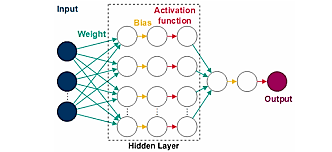 Input
Activation
function
Bias
Weight
Output
Hidden Layer